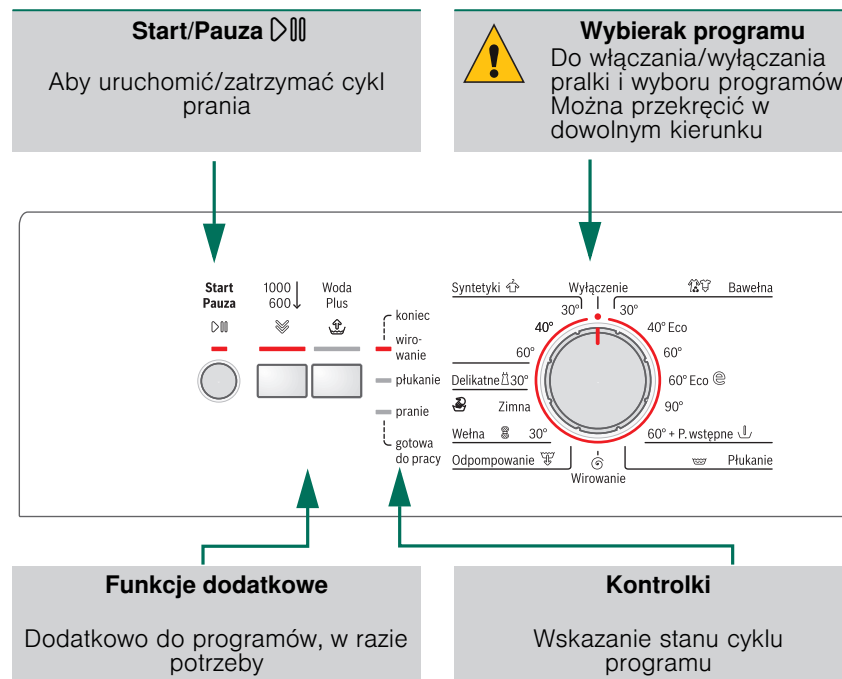 Start/Pauza
Aby uruchomić/zatrzymać cykl
prania
Wybierak programu
Do włączania/wyłączania
pralki i wyboru programów
Można przekręcić w
dowolnym kierunku
Start
Pauza
1000
600
Woda
Plus
koniec
wiro-
wanie
płukanie
pranie
gotowa
do pracy
Syntetyki
Wyłączenie
Bawełna
30°
30°
40°
40° Eco
60°
60°
Delikatne 30°
60° Eco
Zimna
90°
Wełna 30°
60° + P. wstępne
Odpompowanie
Wirowanie
Płukanie
Funkcje dodatkowe
Dodatkowo do programów, w razie
potrzeby
Kontrolki
Wskazanie stanu cyklu
programu